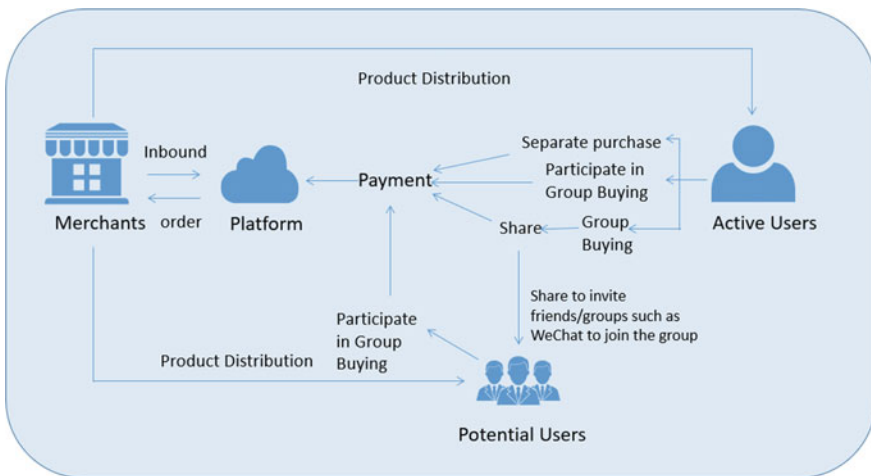 Product Distribution
Separate purchase
Inbound
Participate in
Group Buying
Payment
Merchants
order
Platform
Share
Group
Buying
Active Users
Share to invite
friends/groups such as
WeChat to join the group
Participate
in Group
Buying
Product Distribution
Potential Users